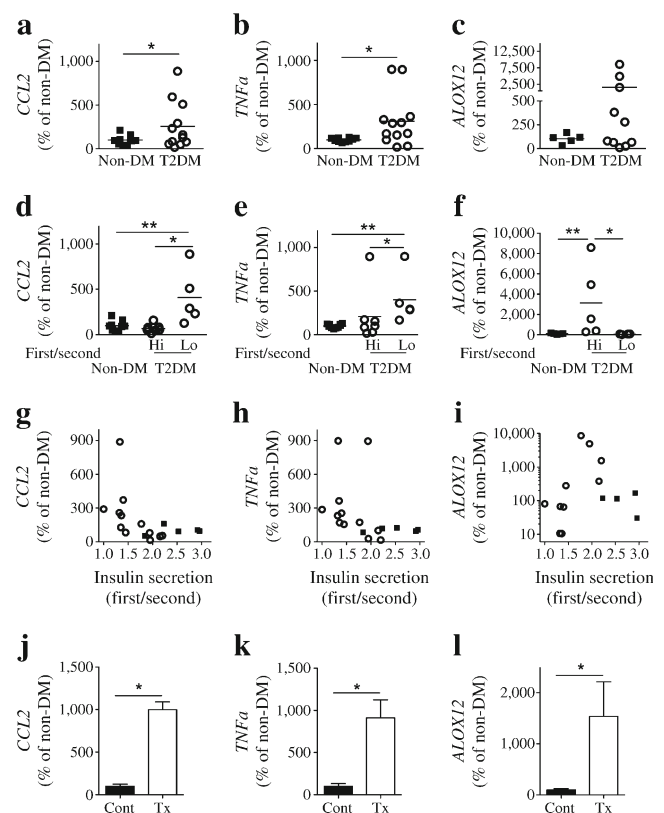 a
CCL2
(% of non-DM)
1,000
500
0
*
Non-DM T2DM
b
TNFa
(% of non-DM)
1,000
500
0
*
Non-DM T2DM
c
ALOX12
(% of non-DM)
12,500
7,500
2,500
500
250
0
Non-DM T2DM
d
CCL2
(% of non-DM)
1,000
500
0
**
*
First/second
Hi Lo
Non-DM T2DM
e
TNFa
(% of non-DM)
1,000
500
0
**
*
First/second
Hi Lo
Non-DM T2DM
f
ALOX12
(% of non-DM)
10,000
8,000
6,000
4,000
2,000
0
** *
First/second
Hi Lo
Non-DM T2DM
g
CCL2
(% of non-DM)
900
600
300
0
1.0 1.5 2.0 2.5 3.0
Insulin secretion
(first/second)
h
TNFa
(% of non-DM)
900
600
300
0
1.0 1.5 2.0 2.5 3.0
Insulin secretion
(first/second)
i
ALOX12
(% of non-DM)
10,000
1,000
100
10
1.0 1.5 2.0 2.5 3.0
Insulin secretion
(first/second)
j
CCL2
(% of non-DM)
1,500
1,000
500
0
*
Cont Tx
k
TNFa
(% of non-DM)
1,500
1,000
500
0
*
Cont Tx
l
ALOX12
(% of non-DM)
2,000
1,000
0
*
Cont Tx